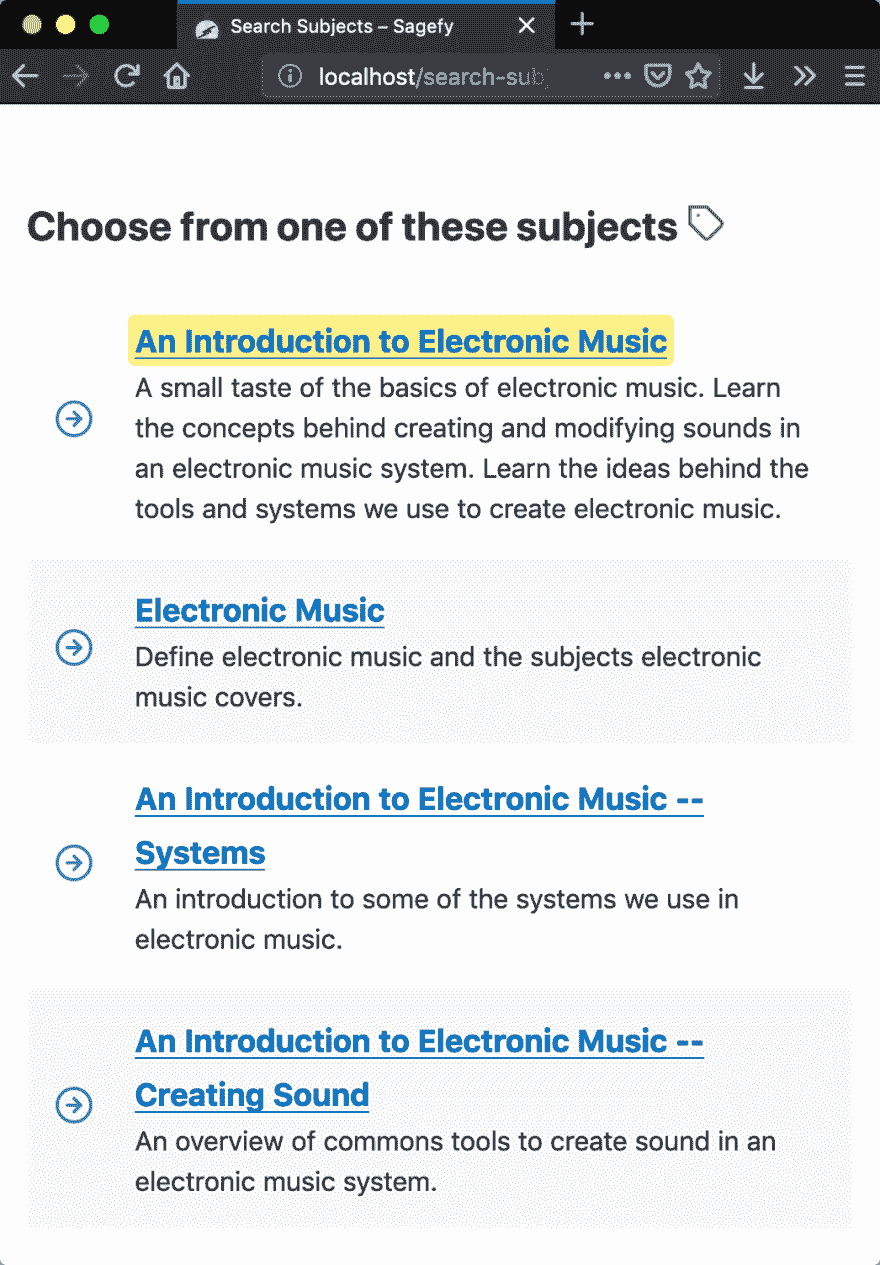 Search Subjects – Sagefy
localhost/search-sub
Choose from one of these subjects
An Introduction to Electronic Music
A small taste of the basics of electronic music. Learn
the concepts behind creating and modifying sounds in
an electronic music system. Learn the ideas behind the
tools and systems we use to create electronic music.
Electronic Music
Define electronic music and the subjects electronic
music covers.
An Introduction to Electronic Music --
Systems
An introduction to some of the systems we use in
electronic music.
An Introduction to Electronic Music --
Creating Sound
An overview of commons tools to create sound in an
electronic music system.